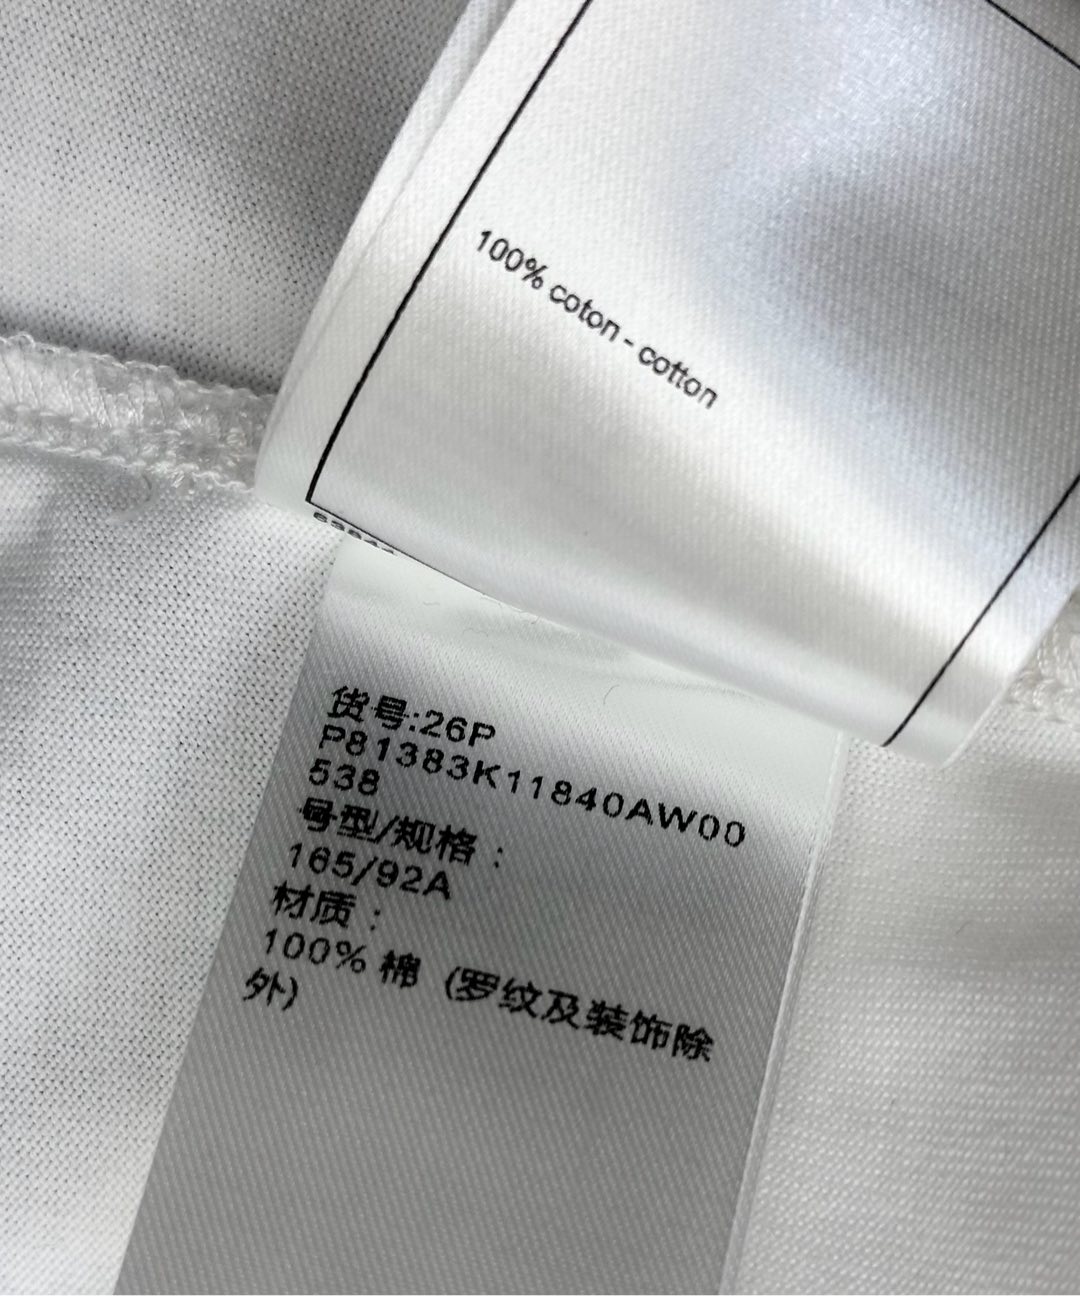 100% coton - cotton
货号:26P
P81383K11840AW00
538
号型/规格：
165/92A
材质：
100% 棉 (罗纹及装饰除
外)